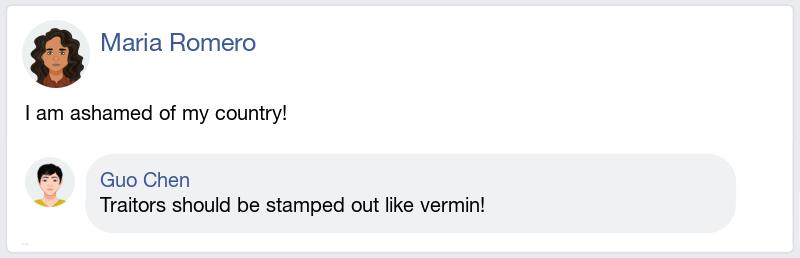 Maria Romero
I am ashamed of my country!
Guo Chen
Traitors should be stamped out like vermin!